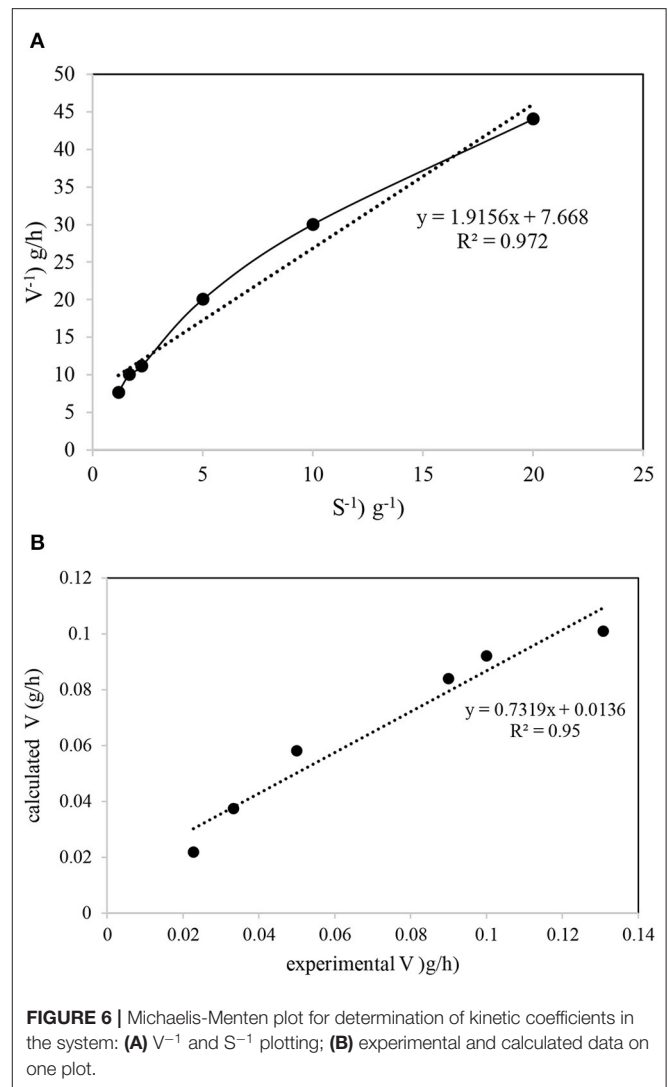 A
50
45
40
35
30
25
20
15
10
5
0
V⁻¹) g/h)
y = 1.9156x + 7.668
R² = 0.972
0 5 10 15 20 25
S⁻¹) g⁻¹)
B
0.12
0.1
0.08
0.06
0.04
0.02
0
calculated V (g/h)
y = 0.7319x + 0.0136
R² = 0.95
0 0.02 0.04 0.06 0.08 0.1 0.12 0.14
experimental V )g/h)
FIGURE 6 | Michaelis-Menten plot for determination of kinetic coefficients in
the system: (A) V⁻¹ and S⁻¹ plotting; (B) experimental and calculated data on
one plot.